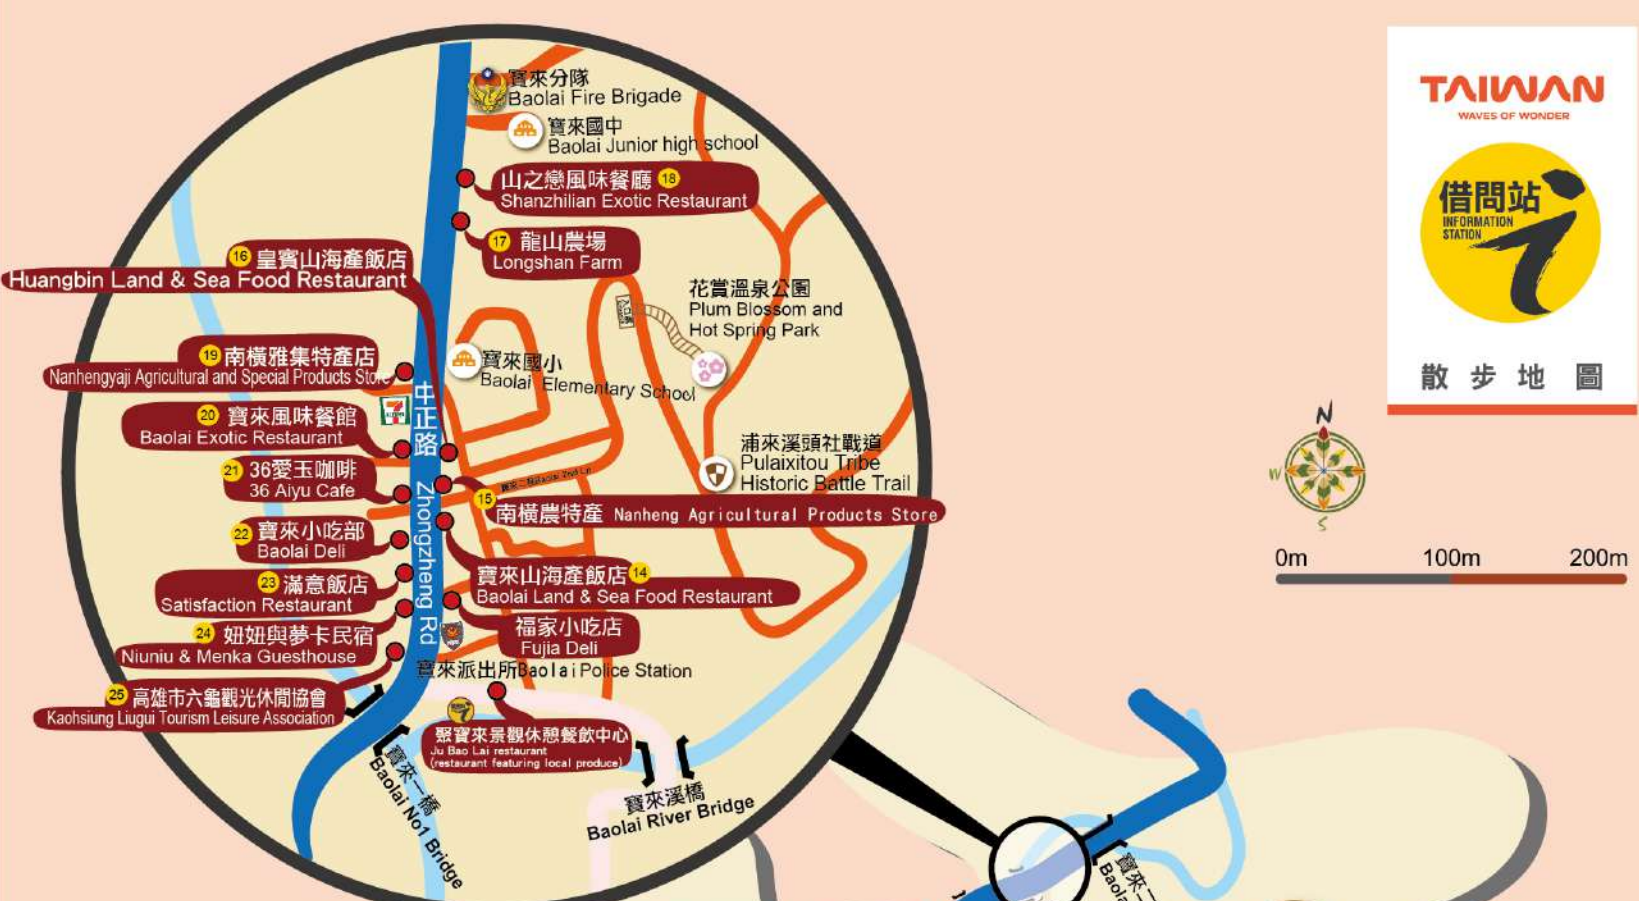 寶來分隊
Baolai Fire Brigade
寶來國中
Baolai Junior high school
山之戀風味餐廳 18
Shanzhilian Exotic Restaurant
17 龍山農場
Longshan Farm
16 皇賓山海產飯店
Huangbin Land & Sea Food Restaurant
花賞溫泉公園
Plum Blossom and
Hot Spring Park
19 南橫雅集特產店
Nanhengyaji Agricultural and Special Products Store
寶來國小
Baolai Elementary School
20 寶來風味餐館
Baolai Exotic Restaurant
中正路
Zhongzheng Rd
浦來溪頭社戰道
Pulaixitou Tribe
Historic Battle Trail
21 36愛玉咖啡
36 Aiyu Cafe
15
南橫農特產 Nanheng Agricultural Products Store
22 寶來小吃部
Baolai Deli
寶來山海產飯店 14
Baolai Land & Sea Food Restaurant
23 滿意飯店
Satisfaction Restaurant
福家小吃店
Fujia Deli
24 妞妞與夢卡民宿
Niuniu & Menka Guesthouse
寶來派出所Baolai Police Station
25 高雄市六龜觀光休閒協會
Kaohsiung Liugui Tourism Leisure Association
聚寶來景觀休憩餐飲中心
Ju Bao Lai restaurant
(restaurant featuring local produce)
寶來一橋
Baolai No1 Bridge
寶來溪橋
Baolai River Bridge
TAIWAN
WAVES OF WONDER
借問站
INFORMATION
STATION
i
散步地圖
N
W
S
0m 100m 200m
寶來二
Baola